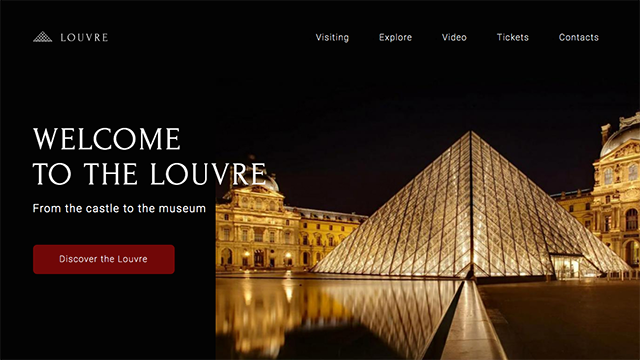 LOUVRE
Visiting
Explore
Video
Tickets
Contacts
WELCOME
TO THE LOUVRE
From the castle to the museum
Discover the Louvre